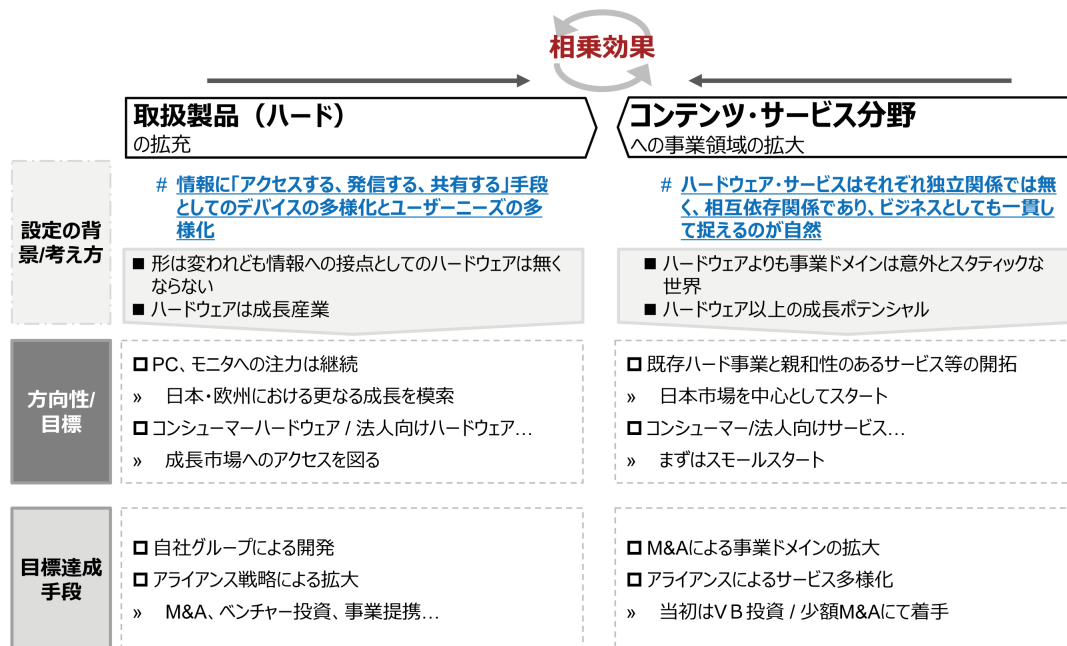 相乗効果
取扱製品（ハード）
の拡充
コンテンツ・サービス分野
への事業領域の拡大
設定の背
景/考え方
# 情報に「アクセスする、発信する、共有する」手段
としてのデバイスの多様化とユーザーニーズの多
様化
■ 形は変われども情報への接点としてのハードウェアは無く
ならない
■ ハードウェアは成長産業
# ハードウェア・サービスはそれぞれ独立関係では無
く、相互依存関係であり、ビジネスとしても一貫し
て捉えるのが自然
■ ハードウェアよりも事業ドメインは意外とスタティックな
世界
■ ハードウェア以上の成長ポテンシャル
方向性/
目標
PC、モニタへの注力は継続
» 日本・欧州における更なる成長を模索
コンシューマーハードウェア / 法人向けハードウェア…
» 成長市場へのアクセスを図る
既存ハード事業と親和性のあるサービス等の開拓
» 日本市場を中心としてスタート
コンシューマー/法人向けサービス…
» まずはスモールスタート
目標達成
手段
自社グループによる開発
アライアンス戦略による拡大
» M&A、ベンチャー投資、事業提携…
M&Aによる事業ドメインの拡大
アライアンスによるサービス多様化
» 当初はＶＢ投資 / 少額M&Aにて着手